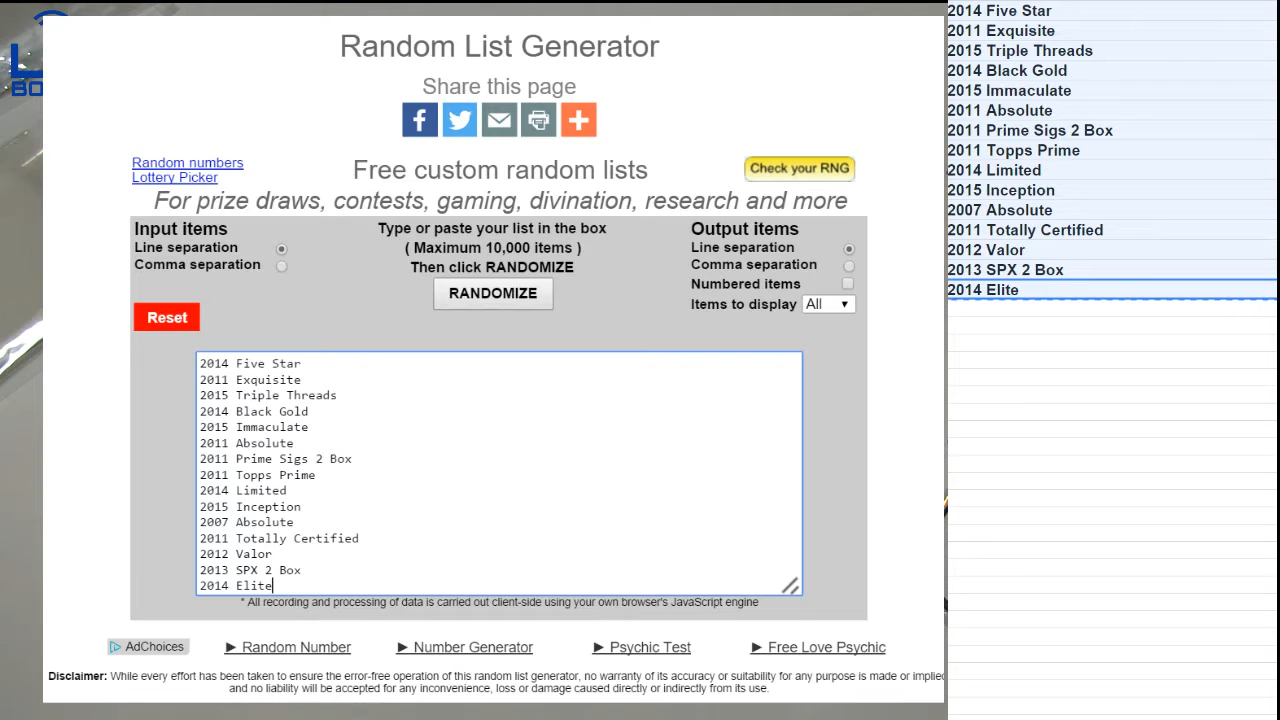 Random List Generator
Share this page
Random numbers
Lottery Picker
Free custom random lists
Check your RNG
For prize draws, contests, gaming, divination, research and more
Input items
Line separation
Comma separation
Reset
Type or paste your list in the box
( Maximum 10,000 items )
Then click RANDOMIZE
RANDOMIZE
Output items
Line separation
Comma separation
Numbered items
Items to display All
2014 Five Star
2011 Exquisite
2015 Triple Threads
2014 Black Gold
2015 Immaculate
2011 Absolute
2011 Prime Sigs 2 Box
2011 Topps Prime
2014 Limited
2015 Inception
2007 Absolute
2011 Totally Certified
2012 Valor
2013 SPX 2 Box
2014 Elite
* All recording and processing of data is carried out client-side using your own browser's JavaScript engine
AdChoices
► Random Number
► Number Generator
► Psychic Test
► Free Love Psychic
Disclaimer: While every effort has been taken to ensure the error-free operation of this random list generator, no warranty of its accuracy or suitability for any purpose is made or implied
and no liability will be accepted for any inconvenience, loss or damage caused directly or indirectly from its use.
2014 Five Star
2011 Exquisite
2015 Triple Threads
2014 Black Gold
2015 Immaculate
2011 Absolute
2011 Prime Sigs 2 Box
2011 Topps Prime
2014 Limited
2015 Inception
2007 Absolute
2011 Totally Certified
2012 Valor
2013 SPX 2 Box
2014 Elite